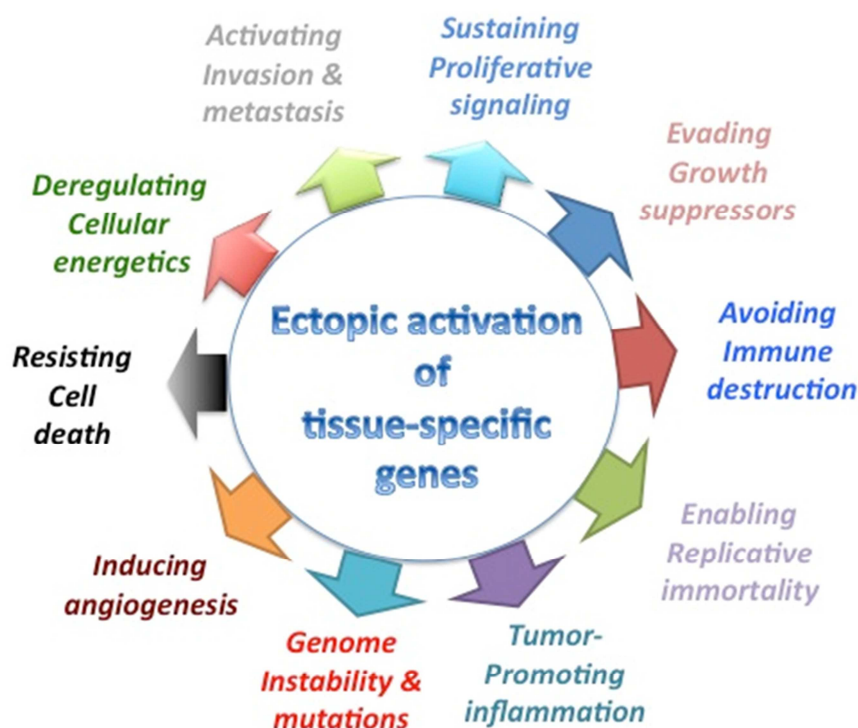 Sustaining
Proliferative
signaling
Evading
Growth
suppressors
Avoiding
Immune
destruction
Enabling
Replicative
immortality
Tumor-
Promoting
inflammation
Genome
Instability &
mutations
Inducing
angiogenesis
Resisting
Cell
death
Deregulating
Cellular
energetics
Activating
Invasion &
metastasis
Ectopic activation
of
tissue-specific
genes